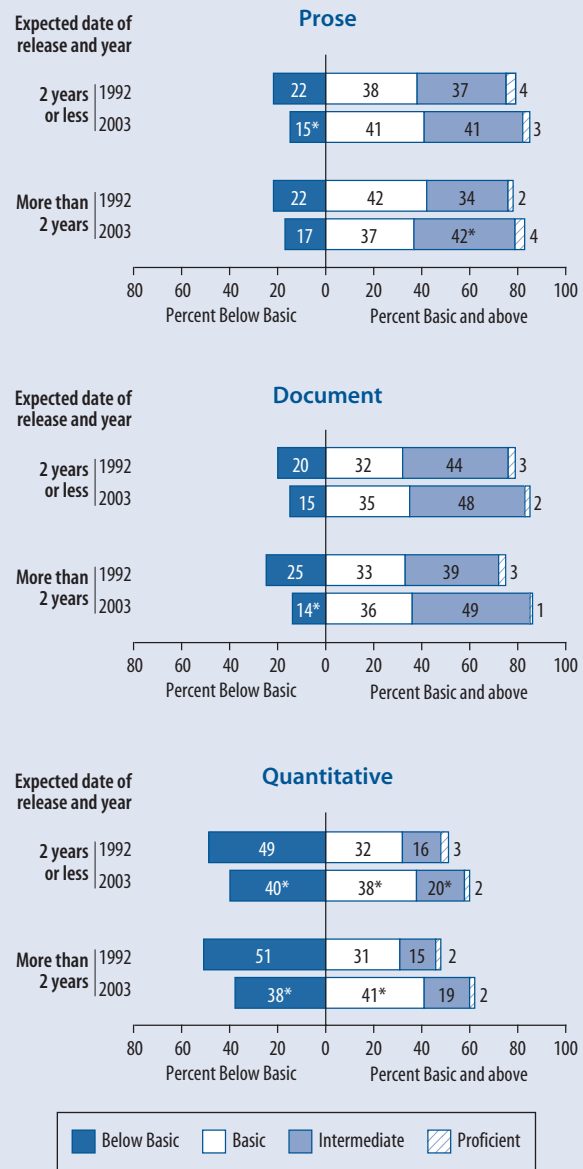 Prose
Expected date of
release and year
2 years
or less
1992
22 38 37 4
2003
15* 41 41 3
More than
2 years
1992
22 42 34 2
2003
17 37 42* 4
80 60 40 20 0 20 40 60 80 100
Percent Below Basic Percent Basic and above
Document
Expected date of
release and year
2 years
or less
1992
20 32 44 3
2003
15 35 48 2
More than
2 years
1992
25 33 39 3
2003
14* 36 49 1
80 60 40 20 0 20 40 60 80 100
Percent Below Basic Percent Basic and above
Quantitative
Expected date of
release and year
2 years
or less
1992
49 32 16 3
2003
40* 38* 20* 2
More than
2 years
1992
51 31 15 2
2003
38* 41* 19 2
80 60 40 20 0 20 40 60 80 100
Percent Below Basic Percent Basic and above
Below Basic Basic Intermediate Proficient